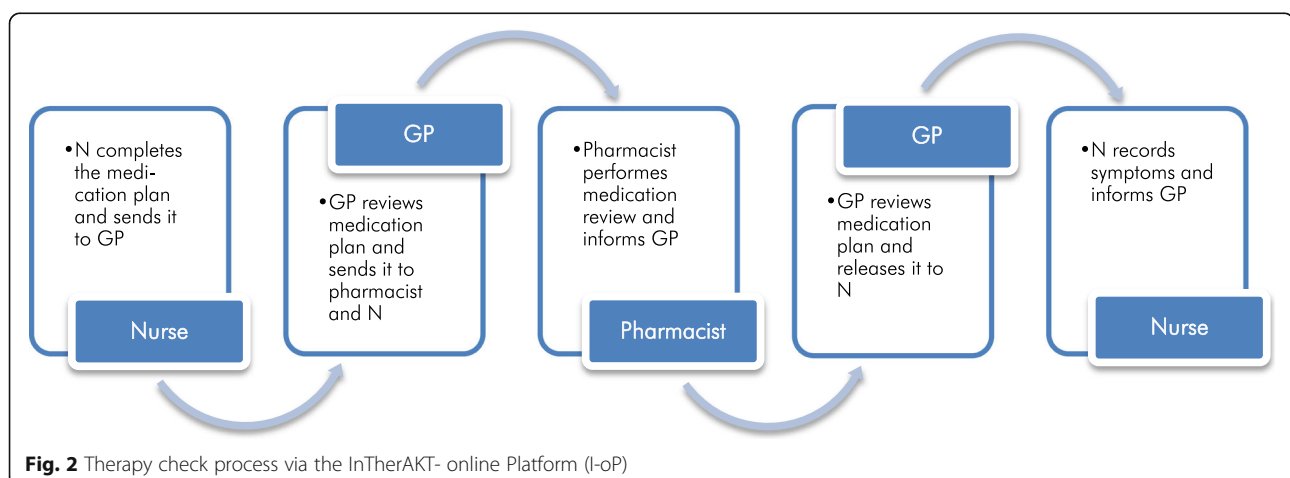 •N completes
the medi-
cation plan
and sends it
to GP
Nurse
GP
•GP reviews
medication
plan and
sends it to
pharmacist
and N
•Pharmacist
performes
medication
review and
informs GP
Pharmacist
GP
•GP reviews
medication
plan and
releases it to
N
•N records
symptoms and
informs GP
Nurse
Fig. 2 Therapy check process via the InTherAKT- online Platform (I-oP)